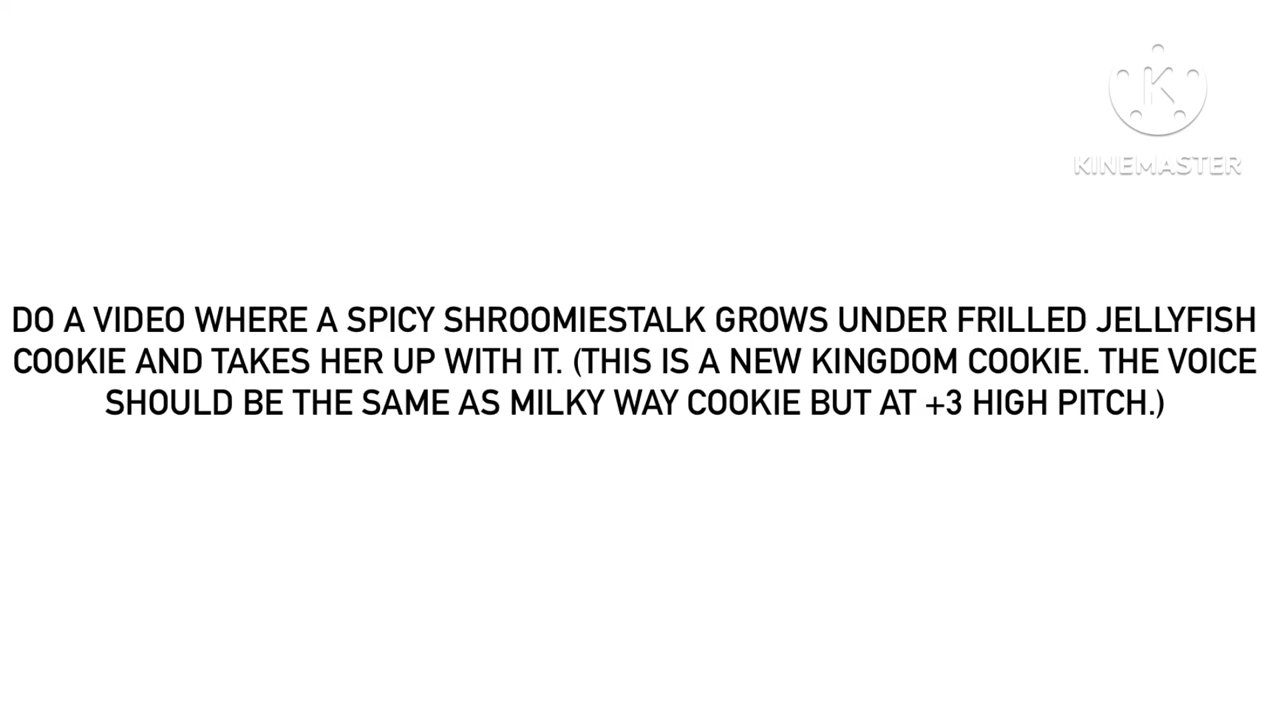 KINEMASTER
DO A VIDEO WHERE A SPICY SHROOMIESTALK GROWS UNDER FRILLED JELLYFISH
COOKIE AND TAKES HER UP WITH IT. (THIS IS A NEW KINGDOM COOKIE. THE VOICE
SHOULD BE THE SAME AS MILKY WAY COOKIE BUT AT +3 HIGH PITCH.)